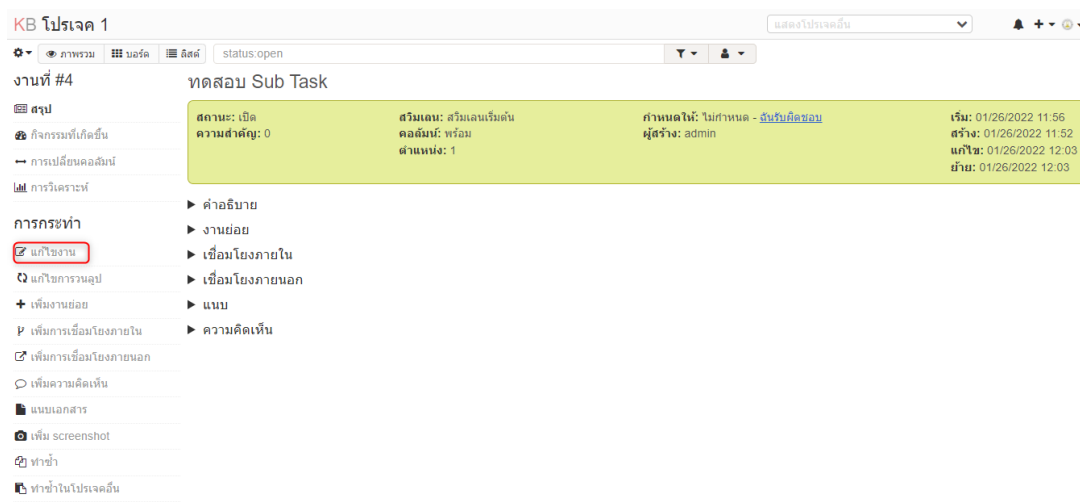 KB โปรเจค 1
แสดงโปรเจคอื่น
ภาพรวม บอร์ด ลิสต์ status:open
งานที่ #4
ทดสอบ Sub Task
สรุป
กิจกรรมที่เกิดขึ้น
การเปลี่ยนคอลัมน์
การวิเคราะห์
สถานะ: เปิด
ความสำคัญ: 0
สวิมเลน: สวิมเลนเริ่มต้น
คอลัมน์: พร้อม
ตำแหน่ง: 1
กำหนดให้: ไม่กำหนด - ฉันรับผิดชอบ
ผู้สร้าง: admin
เริ่ม: 01/26/2022 11:56
สร้าง: 01/26/2022 11:52
แก้ไข: 01/26/2022 12:03
ย้าย: 01/26/2022 12:03
การกระทำ
แก้ไขงาน
แก้ไขการวนลูป
เพิ่มงานย่อย
เพิ่มการเชื่อมโยงภายใน
เพิ่มการเชื่อมโยงภายนอก
เพิ่มความคิดเห็น
แนบเอกสาร
เพิ่ม screenshot
ทำซ้ำ
ทำซ้ำในโปรเจคอื่น
คำอธิบาย
งานย่อย
เชื่อมโยงภายใน
เชื่อมโยงภายนอก
แนบ
ความคิดเห็น